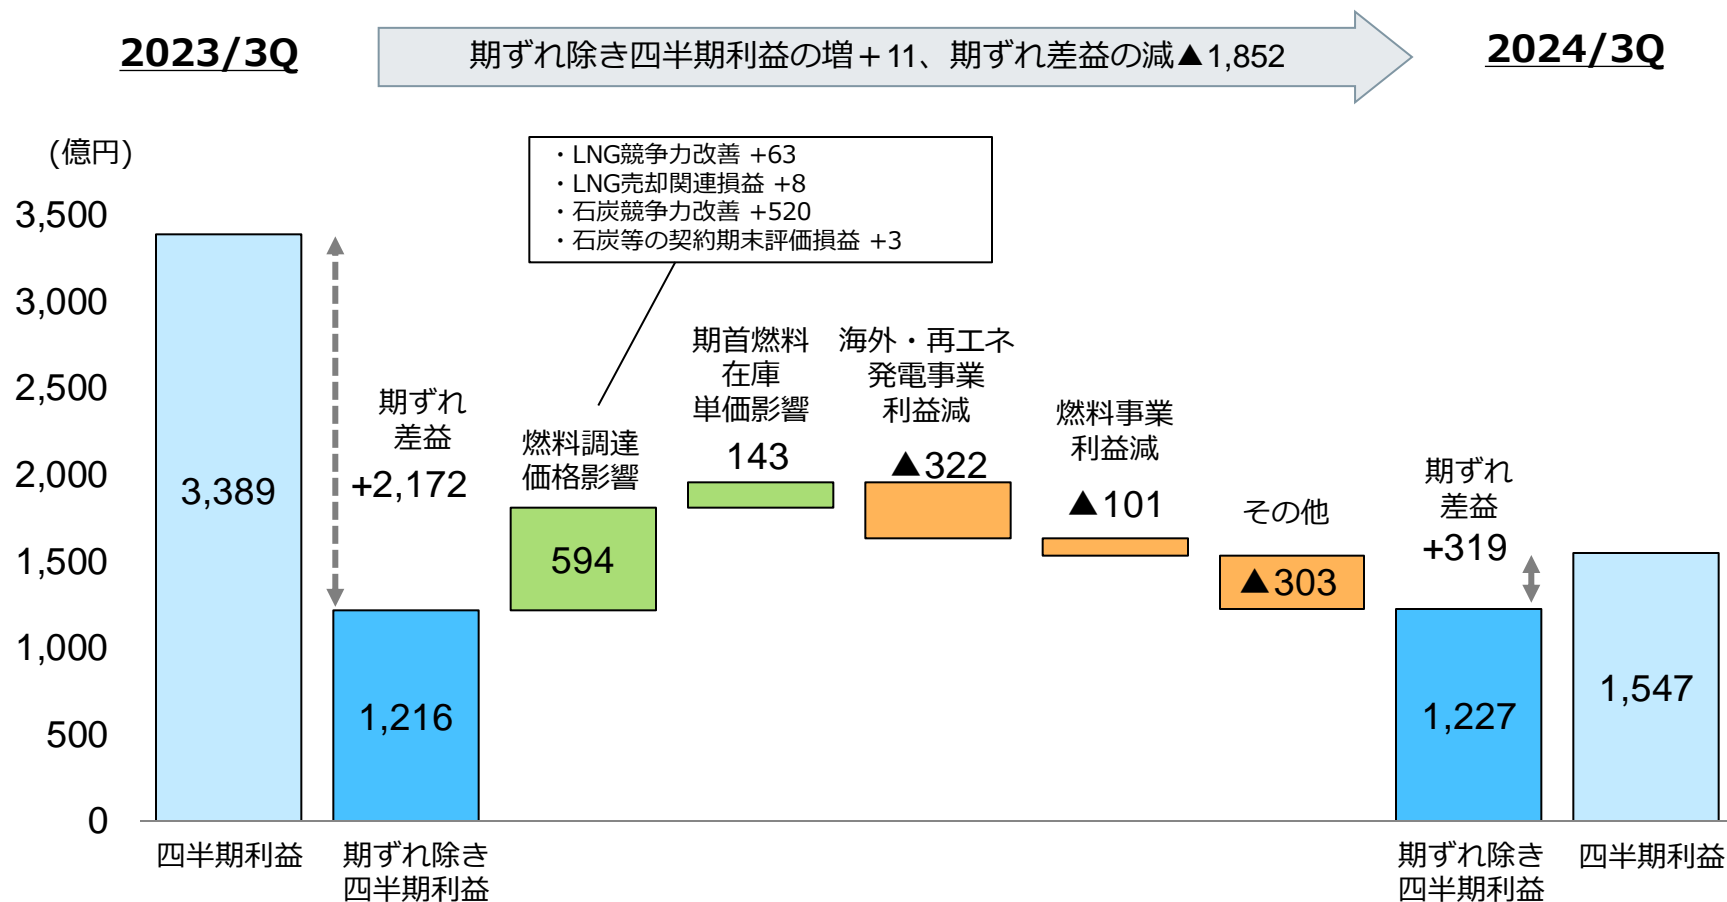 2023/3Q
期ずれ除き四半期利益の増＋11、期ずれ差益の減▲1,852
2024/3Q
(億円)
・LNG競争力改善 +63
・LNG売却関連損益 +8
・石炭競争力改善 +520
・石炭等の契約期末評価損益 +3
3,500
3,000
2,500
2,000
1,500
1,000
500
0
3,389
期ずれ
差益
+2,172
1,216
燃料調達
価格影響
594
期首燃料
在庫
単価影響
143
海外・再エネ
発電事業
利益減
▲322
燃料事業
利益減
▲101
その他
▲303
期ずれ
差益
+319
1,227
1,547
四半期利益
期ずれ除き
四半期利益
期ずれ除き
四半期利益
四半期利益